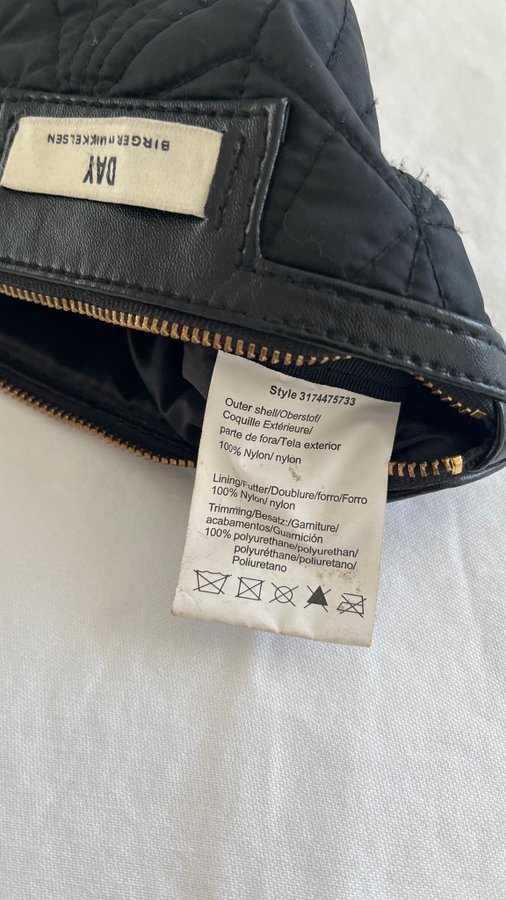 DAY
BIRGER ET MIKKELSEN
Style 3174475733
Outer shell/Oberstof/
Coquille Extérieure/
parte de fora/Tela exterior
100% Nylon/ nylon
Lining/Futter/Doublure/forro/Forro
100% Nylon/ nylon
Trimming/Besatz:/Garniture/
acabamentos/Guarnición
100% polyurethane/polyurethan/
polyuréthane/poliuretano/
Poliuretano